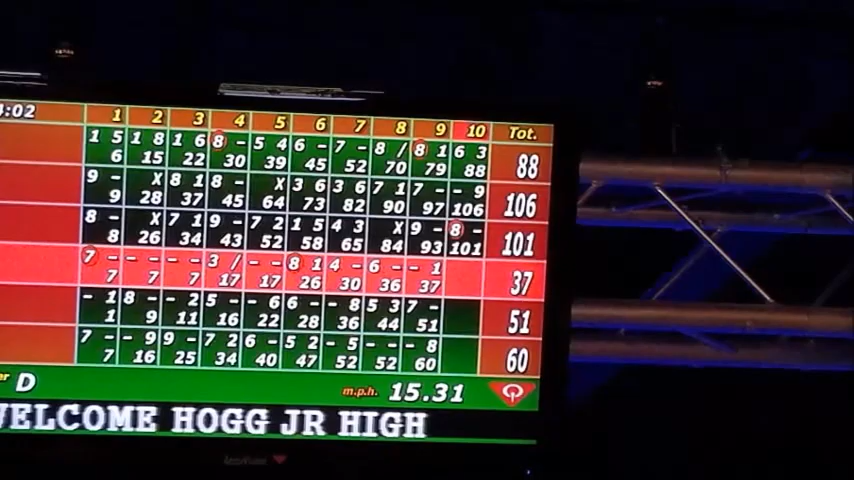 4:02 1 2 3 4 5 6 7 8 9 10 Tot.
1 5 1 8 1 6 8 - 5 4 6 - 7 - 8 / 8 1 6 3
6 15 22 30 39 45 52 70 79 88 88
9 - X 8 1 8 - X 3 6 3 6 7 1 7 - - 9
9 28 37 45 64 73 82 90 97 106 106
8 - X 7 1 9 - 7 2 1 5 4 3 X 9 - 8 -
8 26 34 43 52 58 65 84 93 101 101
7 - - - - - 3 / - - 8 1 4 - 6 - - 1
7 7 7 17 17 26 30 36 37 37
- 1 8 - - 2 5 - - 6 6 - - 8 5 3 7 -
1 9 11 16 22 28 36 44 51 51
7 - - 9 9 - 7 2 6 - 5 2 - 5 - - - 8
7 16 25 34 40 47 52 52 60 60
er D m.p.h. 15.31
WELCOME HOGG JR HIGH